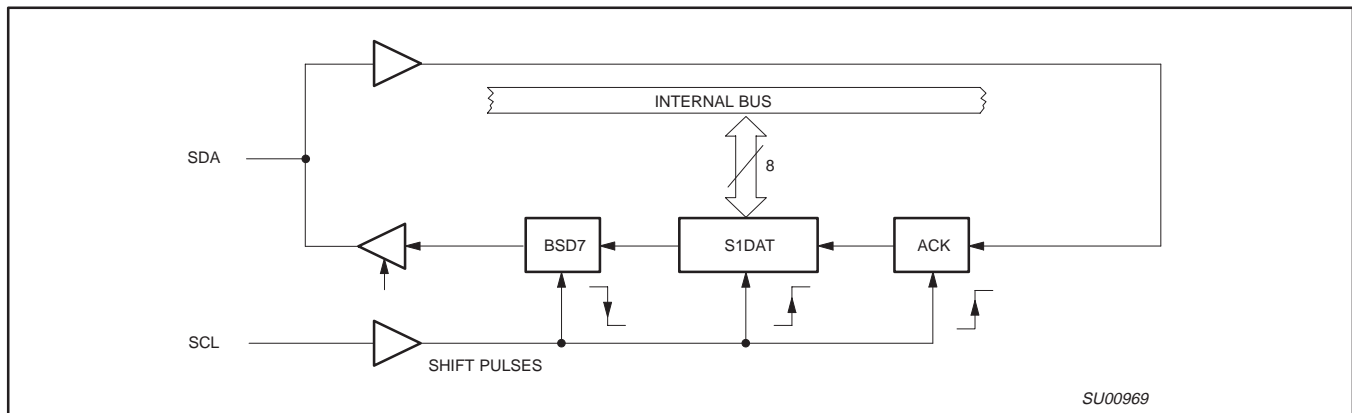 INTERNAL BUS
SDA
8
BSD7
S1DAT
ACK
SCL
SHIFT PULSES
SU00969